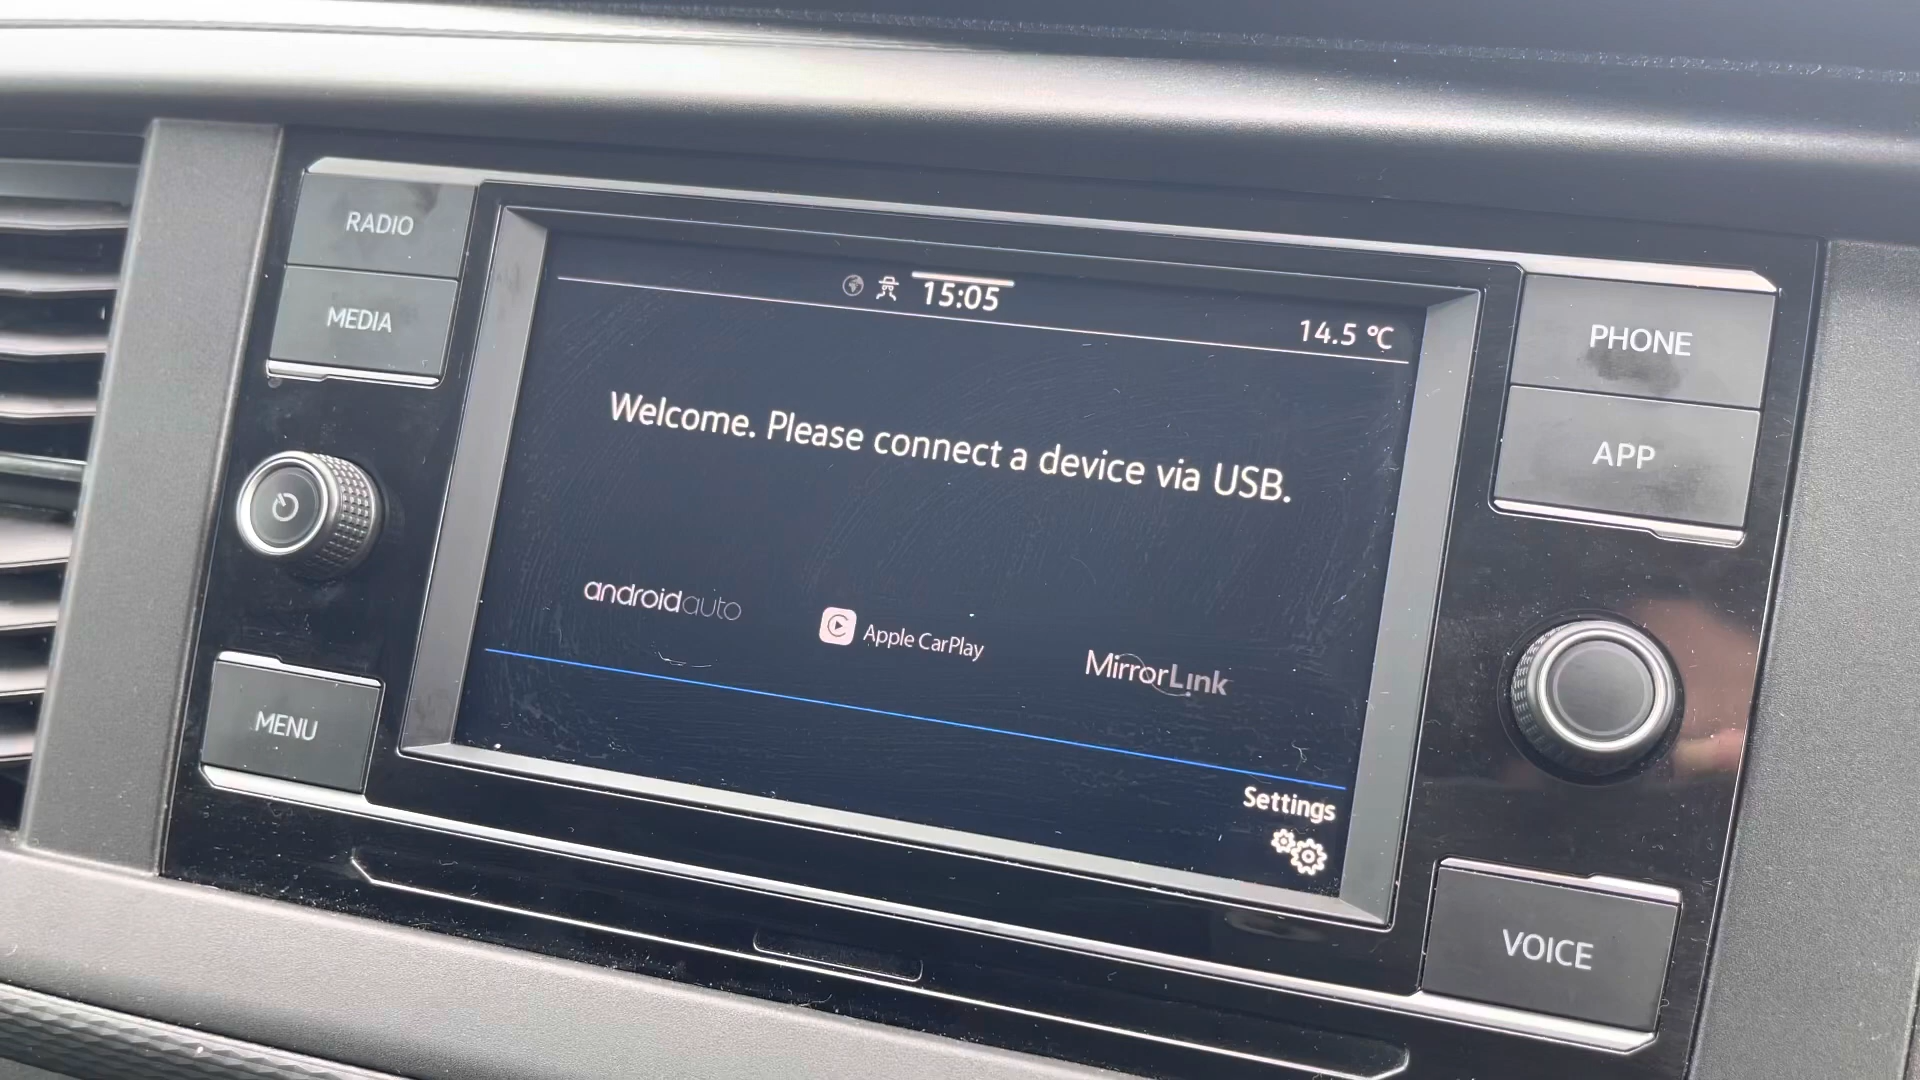 RADIO
MEDIA
MENU
15:05
14.5 °C
Welcome. Please connect a device via USB.
androidauto
Apple CarPlay
MirrorLink
Settings
PHONE
APP
VOICE